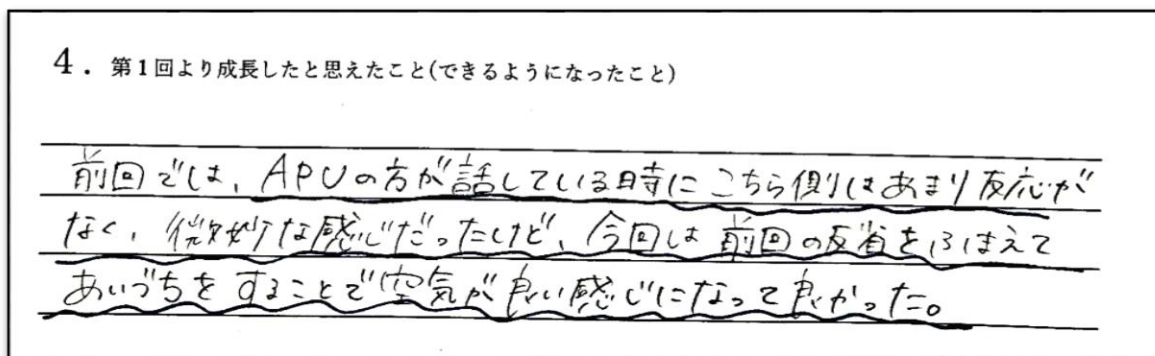 4．第1回より成長したと思えたこと(できるようになったこと)
前回では、APUの方が話している時にこちら側はあまり反応が
なく、微妙な感じだったけど、今回は前回の反省をふまえて
あいづちをすることで空気が良い感じになって良かった。